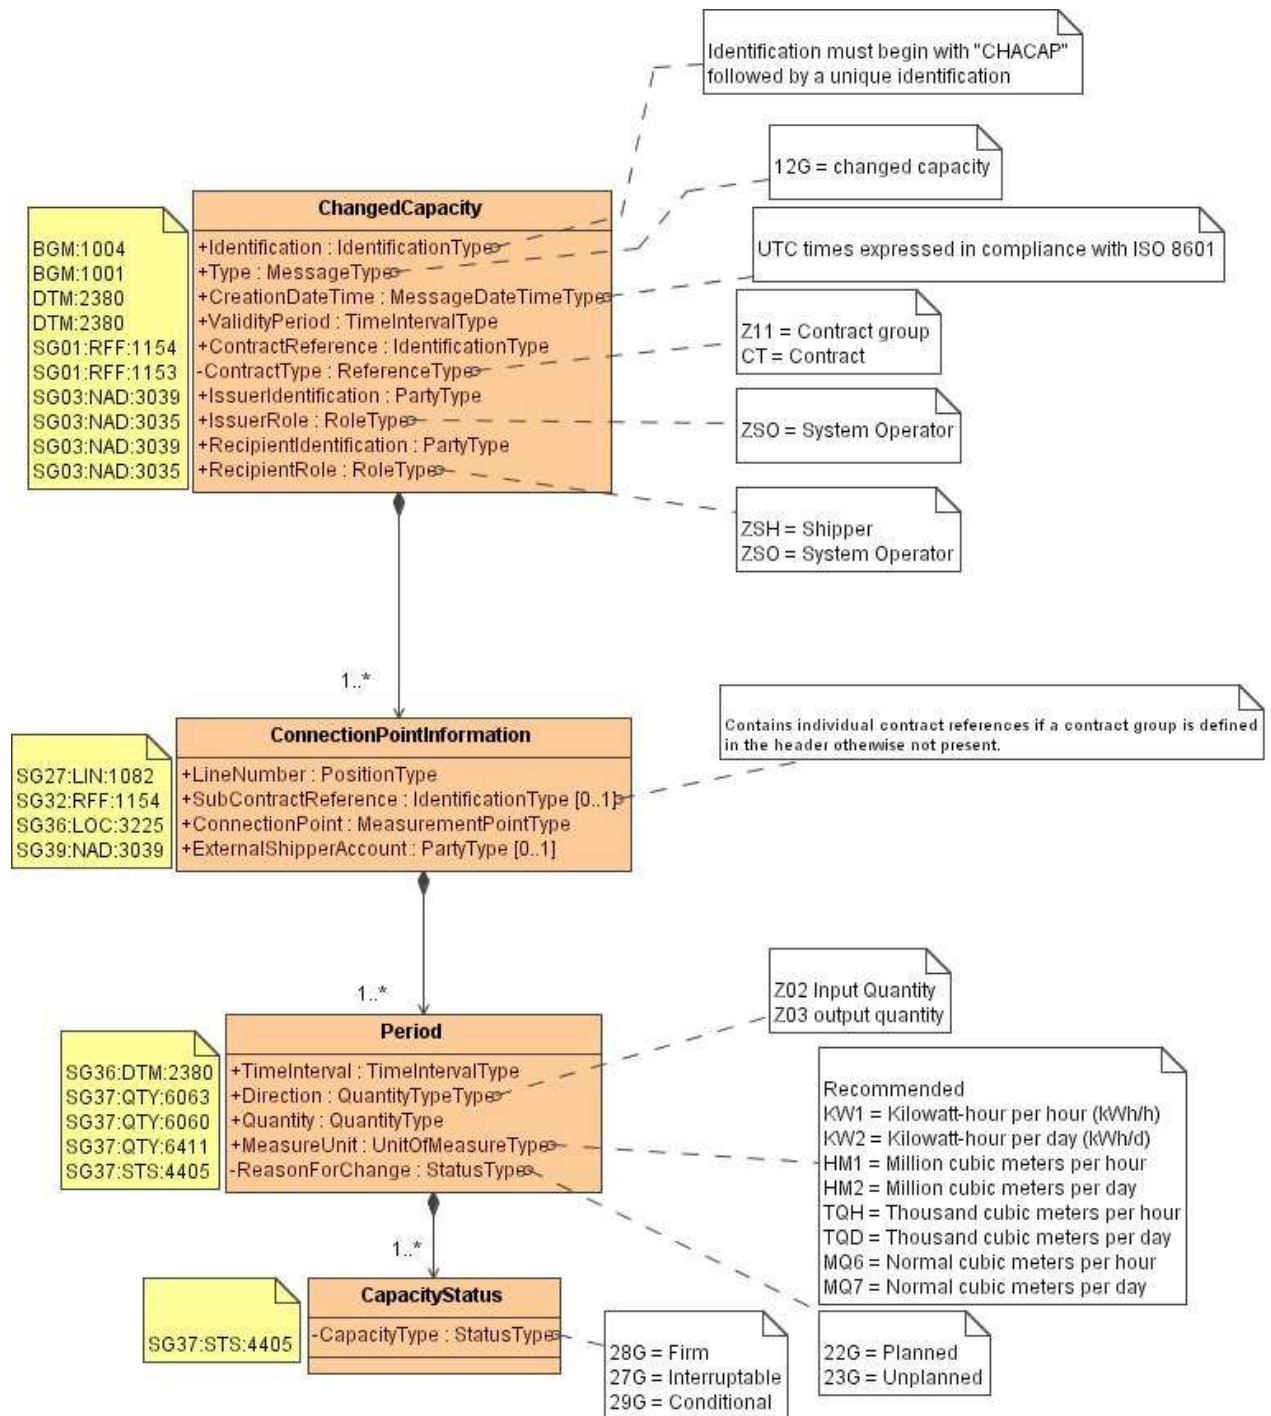 Identification must begin with "CHACAP"
followed by a unique identification
12G = changed capacity
UTC times expressed in compliance with ISO 8601
Z11 = Contract group
CT = Contract
ZSO = System Operator
ZSH = Shipper
ZSO = System Operator
BGM:1004
BGM:1001
DTM:2380
DTM:2380
SG01:RFF:1154
SG01:RFF:1153
SG03:NAD:3039
SG03:NAD:3035
SG03:NAD:3039
SG03:NAD:3035
ChangedCapacity
+Identification : IdentificationType
+Type : MessageType
+CreationDateTime : MessageDateTimeType
+ValidityPeriod : TimeIntervalType
+ContractReference : IdentificationType
-ContractType : ReferenceType
+IssuerIdentification : PartyType
+IssuerRole : RoleType
+RecipientIdentification : PartyType
+RecipientRole : RoleType
1..*
Contains individual contract references if a contract group is defined
in the header otherwise not present.
SG27:LIN:1082
SG32:RFF:1154
SG36:LOC:3225
SG39:NAD:3039
ConnectionPointInformation
+LineNumber : PositionType
+SubContractReference : IdentificationType [0..1]
+ConnectionPoint : MeasurementPointType
+ExternalShipperAccount : PartyType [0..1]
1..*
Z02 Input Quantity
Z03 output quantity
SG36:DTM:2380
SG37:QTY:6063
SG37:QTY:6060
SG37:QTY:6411
SG37:STS:4405
Period
+TimeInterval : TimeIntervalType
+Direction : QuantityTypeType
+Quantity : QuantityType
+MeasureUnit : UnitOfMeasureType
-ReasonForChange : StatusType
Recommended
KW1 = Kilowatt-hour per hour (kWh/h)
KW2 = Kilowatt-hour per day (kWh/d)
HM1 = Million cubic meters per hour
HM2 = Million cubic meters per day
TQH = Thousand cubic meters per hour
TQD = Thousand cubic meters per day
MQ6 = Normal cubic meters per hour
MQ7 = Normal cubic meters per day
1..*
SG37:STS:4405
CapacityStatus
-CapacityType : StatusType
28G = Firm
27G = Interruptable
29G = Conditional
22G = Planned
23G = Unplanned